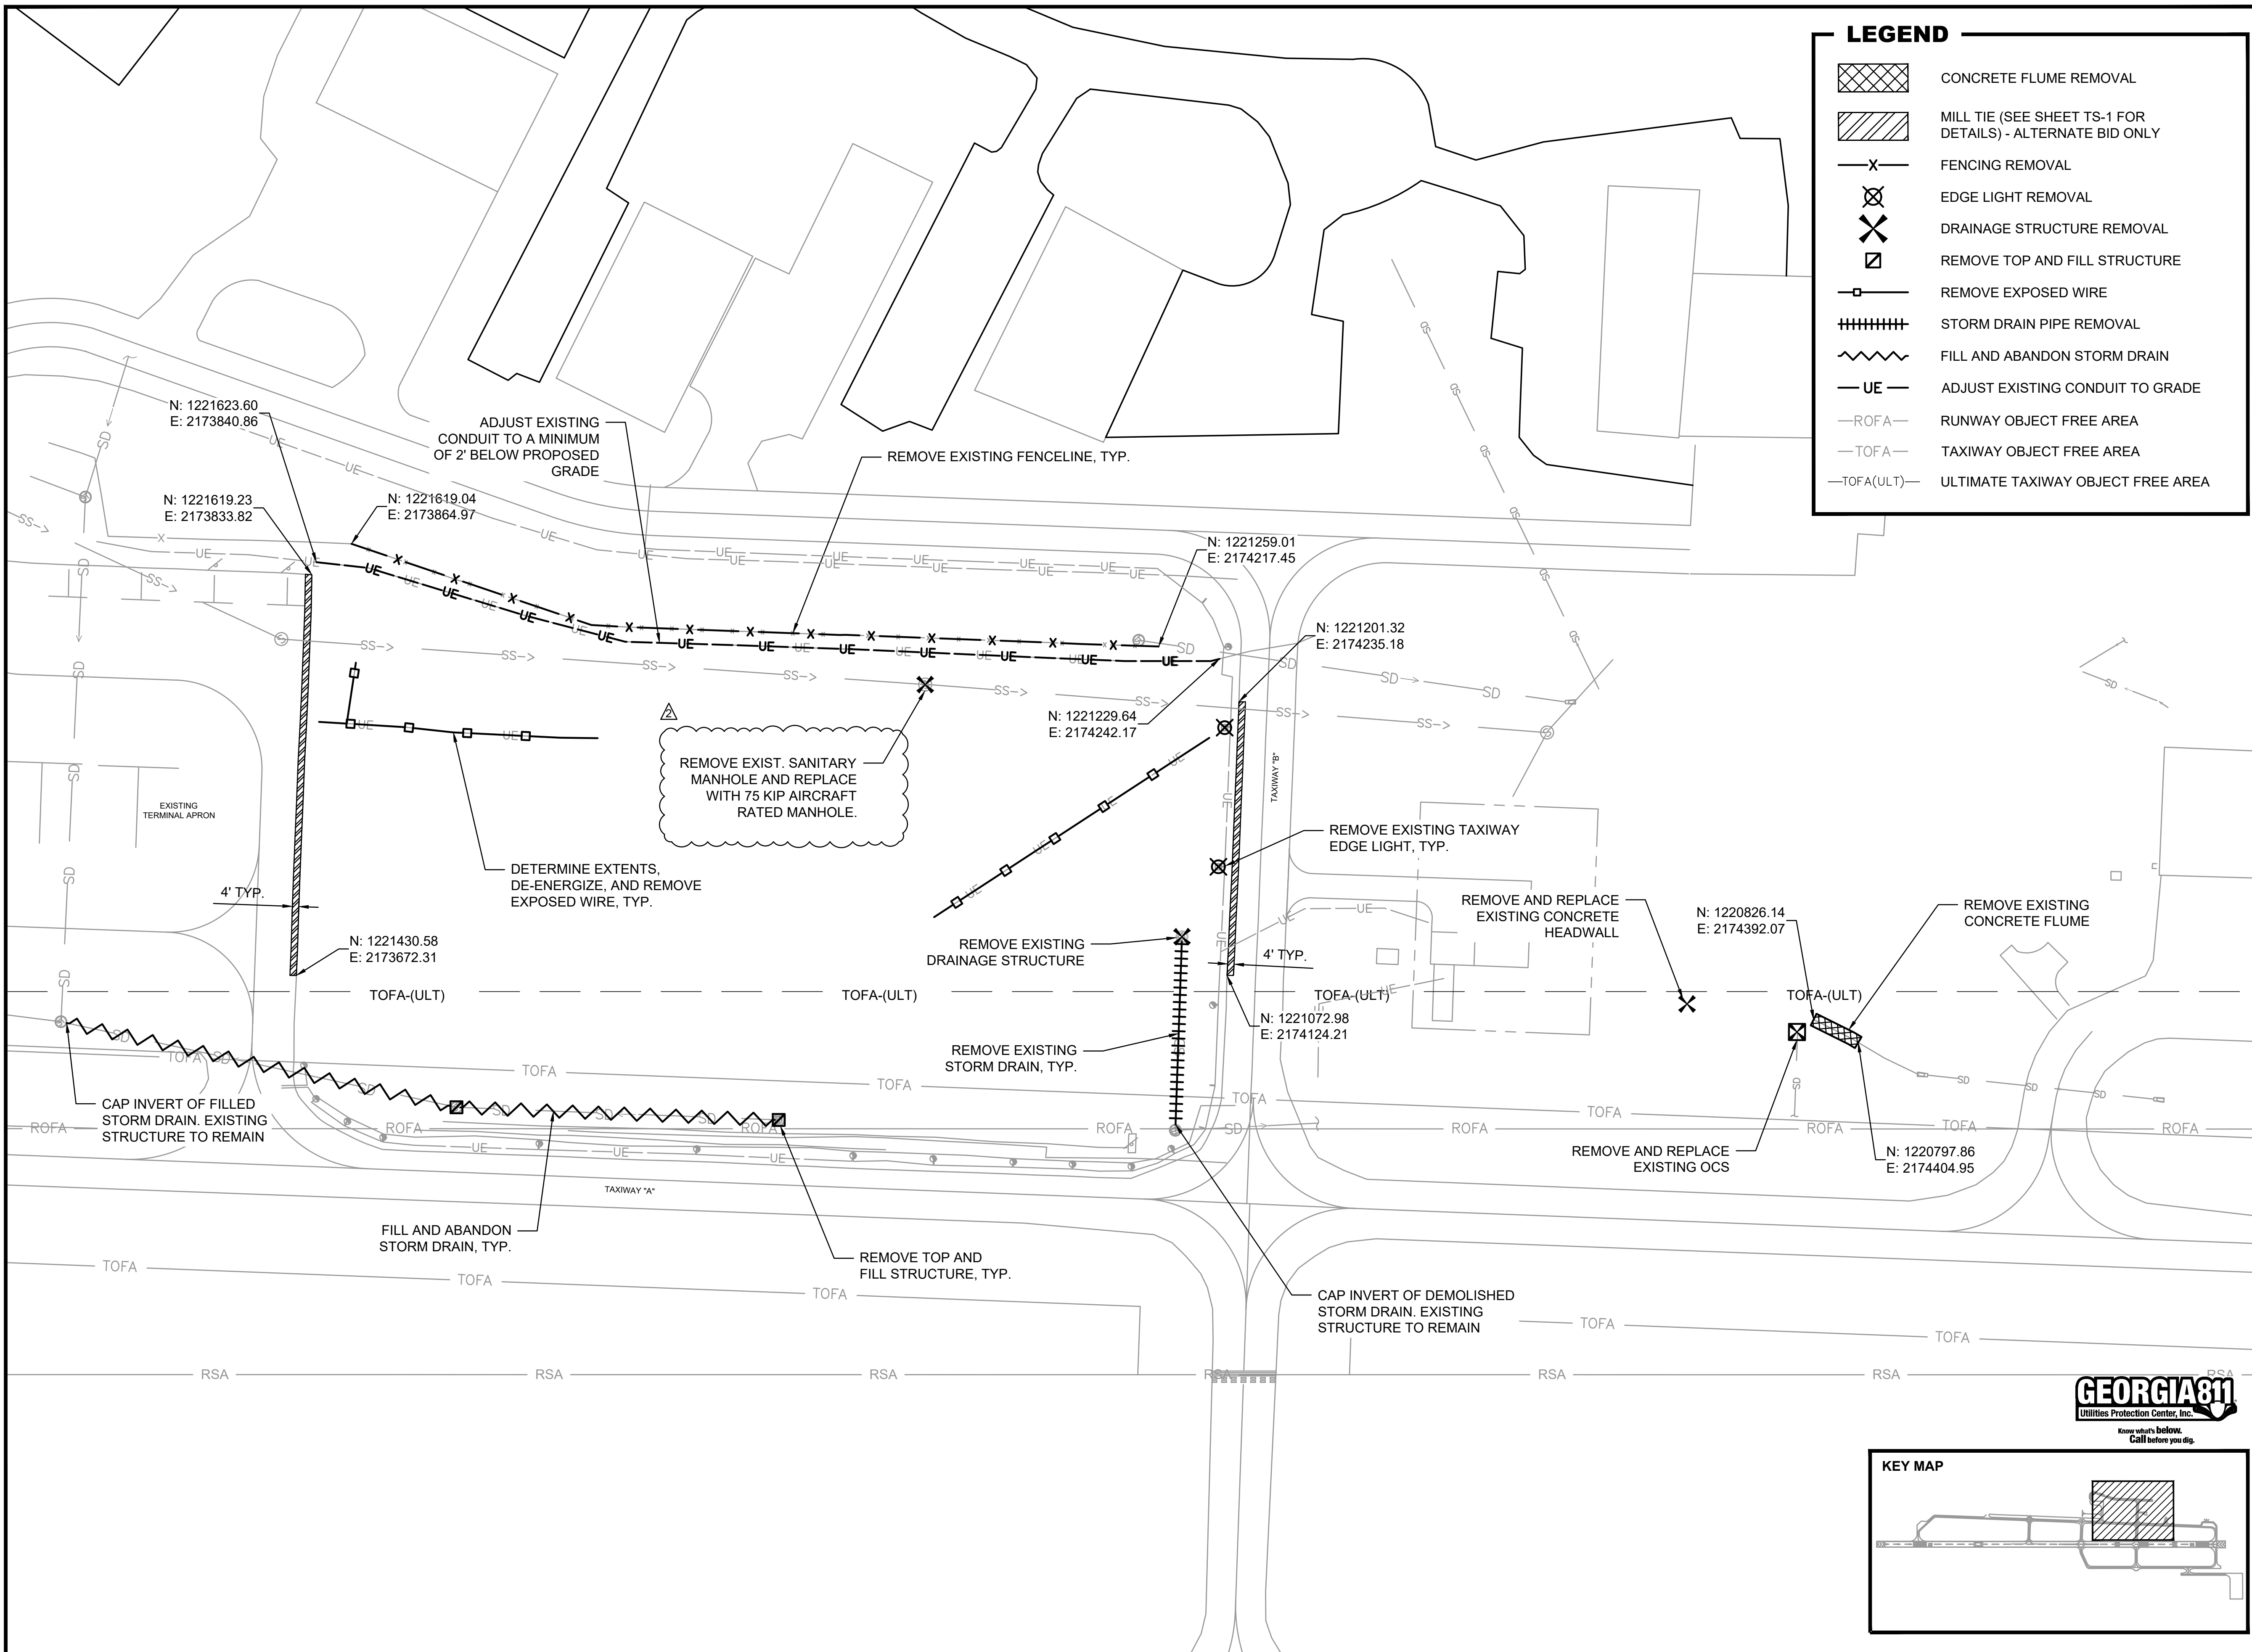 LEGEND
CONCRETE FLUME REMOVAL
MILL TIE (SEE SHEET TS-1 FOR
DETAILS) - ALTERNATE BID ONLY
X
FENCING REMOVAL
EDGE LIGHT REMOVAL
DRAINAGE STRUCTURE REMOVAL
REMOVE TOP AND FILL STRUCTURE
REMOVE EXPOSED WIRE
STORM DRAIN PIPE REMOVAL
FILL AND ABANDON STORM DRAIN
UE
ADJUST EXISTING CONDUIT TO GRADE
ROFA
RUNWAY OBJECT FREE AREA
TOFA
TAXIWAY OBJECT FREE AREA
TOFA(ULT)
ULTIMATE TAXIWAY OBJECT FREE AREA
N: 1221623.60
E: 2173840.86
ADJUST EXISTING
CONDUIT TO A MINIMUM
OF 2' BELOW PROPOSED
GRADE
REMOVE EXISTING FENCELINE, TYP.
N: 1221619.23
E: 2173833.82
N: 1221619.04
E: 2173864.97
N: 1221259.01
E: 2174217.45
N: 1221201.32
E: 2174235.18
N: 1221229.64
E: 2174242.17
2
REMOVE EXIST. SANITARY
MANHOLE AND REPLACE
WITH 75 KIP AIRCRAFT
RATED MANHOLE.
TAXIWAY "B"
EXISTING
TERMINAL APRON
DETERMINE EXTENTS,
DE-ENERGIZE, AND REMOVE
EXPOSED WIRE, TYP.
REMOVE EXISTING TAXIWAY
EDGE LIGHT, TYP.
4' TYP.
REMOVE AND REPLACE
EXISTING CONCRETE
HEADWALL
N: 1220826.14
E: 2174392.07
REMOVE EXISTING
CONCRETE FLUME
N: 1221430.58
E: 2173672.31
REMOVE EXISTING
DRAINAGE STRUCTURE
4' TYP.
TOFA-(ULT)
TOFA-(ULT)
TOFA-(ULT)
TOFA-(ULT)
N: 1221072.98
E: 2174124.21
REMOVE EXISTING
STORM DRAIN, TYP.
TOFA
TOFA
TOFA
TOFA
TOFA
TOFA
CAP INVERT OF FILLED
STORM DRAIN. EXISTING
STRUCTURE TO REMAIN
ROFA
ROFA
ROFA
ROFA
ROFA
ROFA
ROFA
REMOVE AND REPLACE
EXISTING OCS
N: 1220797.86
E: 2174404.95
UE
UE
UE
TAXIWAY "A"
FILL AND ABANDON
STORM DRAIN, TYP.
REMOVE TOP AND
FILL STRUCTURE, TYP.
CAP INVERT OF DEMOLISHED
STORM DRAIN. EXISTING
STRUCTURE TO REMAIN
TOFA
TOFA
TOFA
TOFA
TOFA
RSA
RSA
RSA
RSA
RSA
RSA
RSA
GEORGIA811
Utilities Protection Center, Inc.
Know what's below.
Call before you dig.
KEY MAP